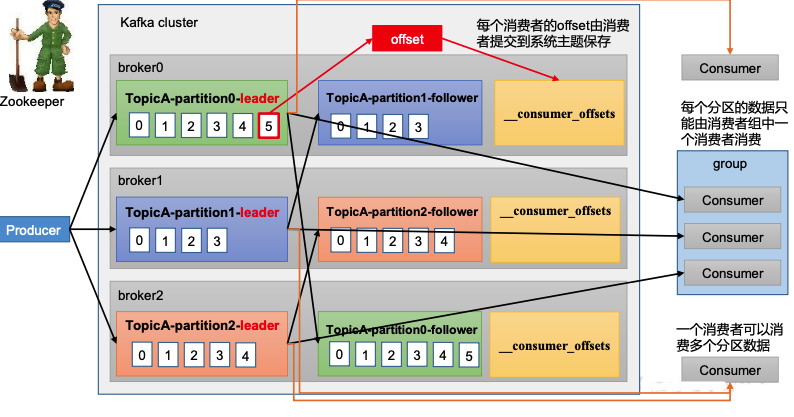 Zookeeper
Kafka cluster
offset
每个消费者的offset由消费
者提交到系统主题保存
broker0
TopicA-partition0-leader
0 1 2 3 4 5
TopicA-partition1-follower
0 1 2 3
__consumer_offsets
broker1
TopicA-partition1-leader
0 1 2 3
TopicA-partition2-follower
0 1 2 3 4
__consumer_offsets
broker2
TopicA-partition2-leader
0 1 2 3 4
TopicA-partition0-follower
0 1 2 3 4 5
__consumer_offsets
Producer
Consumer
每个分区的数据只
能由消费者组中一
个消费者消费
group
Consumer
Consumer
Consumer
一个消费者可以消
费多个分区数据
Consumer